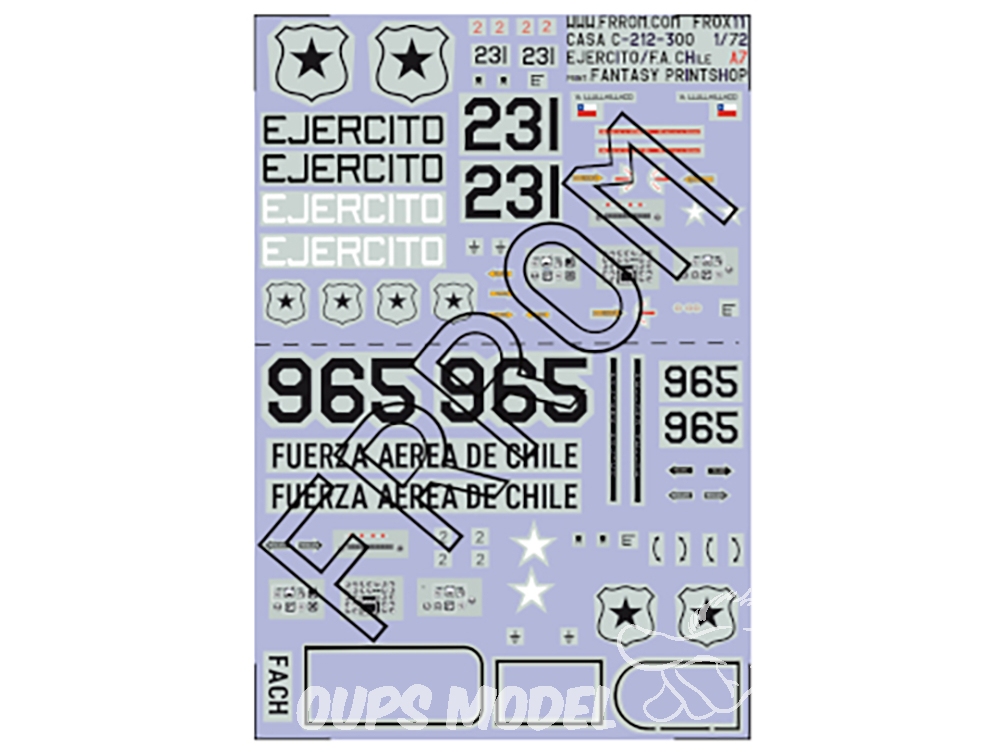 WWW.FRROM.COM FROX11
CASA C-212-300 1/72
EJERCITO/F.A. CHILE A7
PRINT: FANTASY PRINTSHOP
2 2 2 2
231 231
EJERCITO
EJERCITO
EJERCITO
EJERCITO
231
231
965 965
965
965
FUERZA AEREA DE CHILE
FUERZA AEREA DE CHILE
2 2
2 2
FACH
FRROM
OUPS MODEL